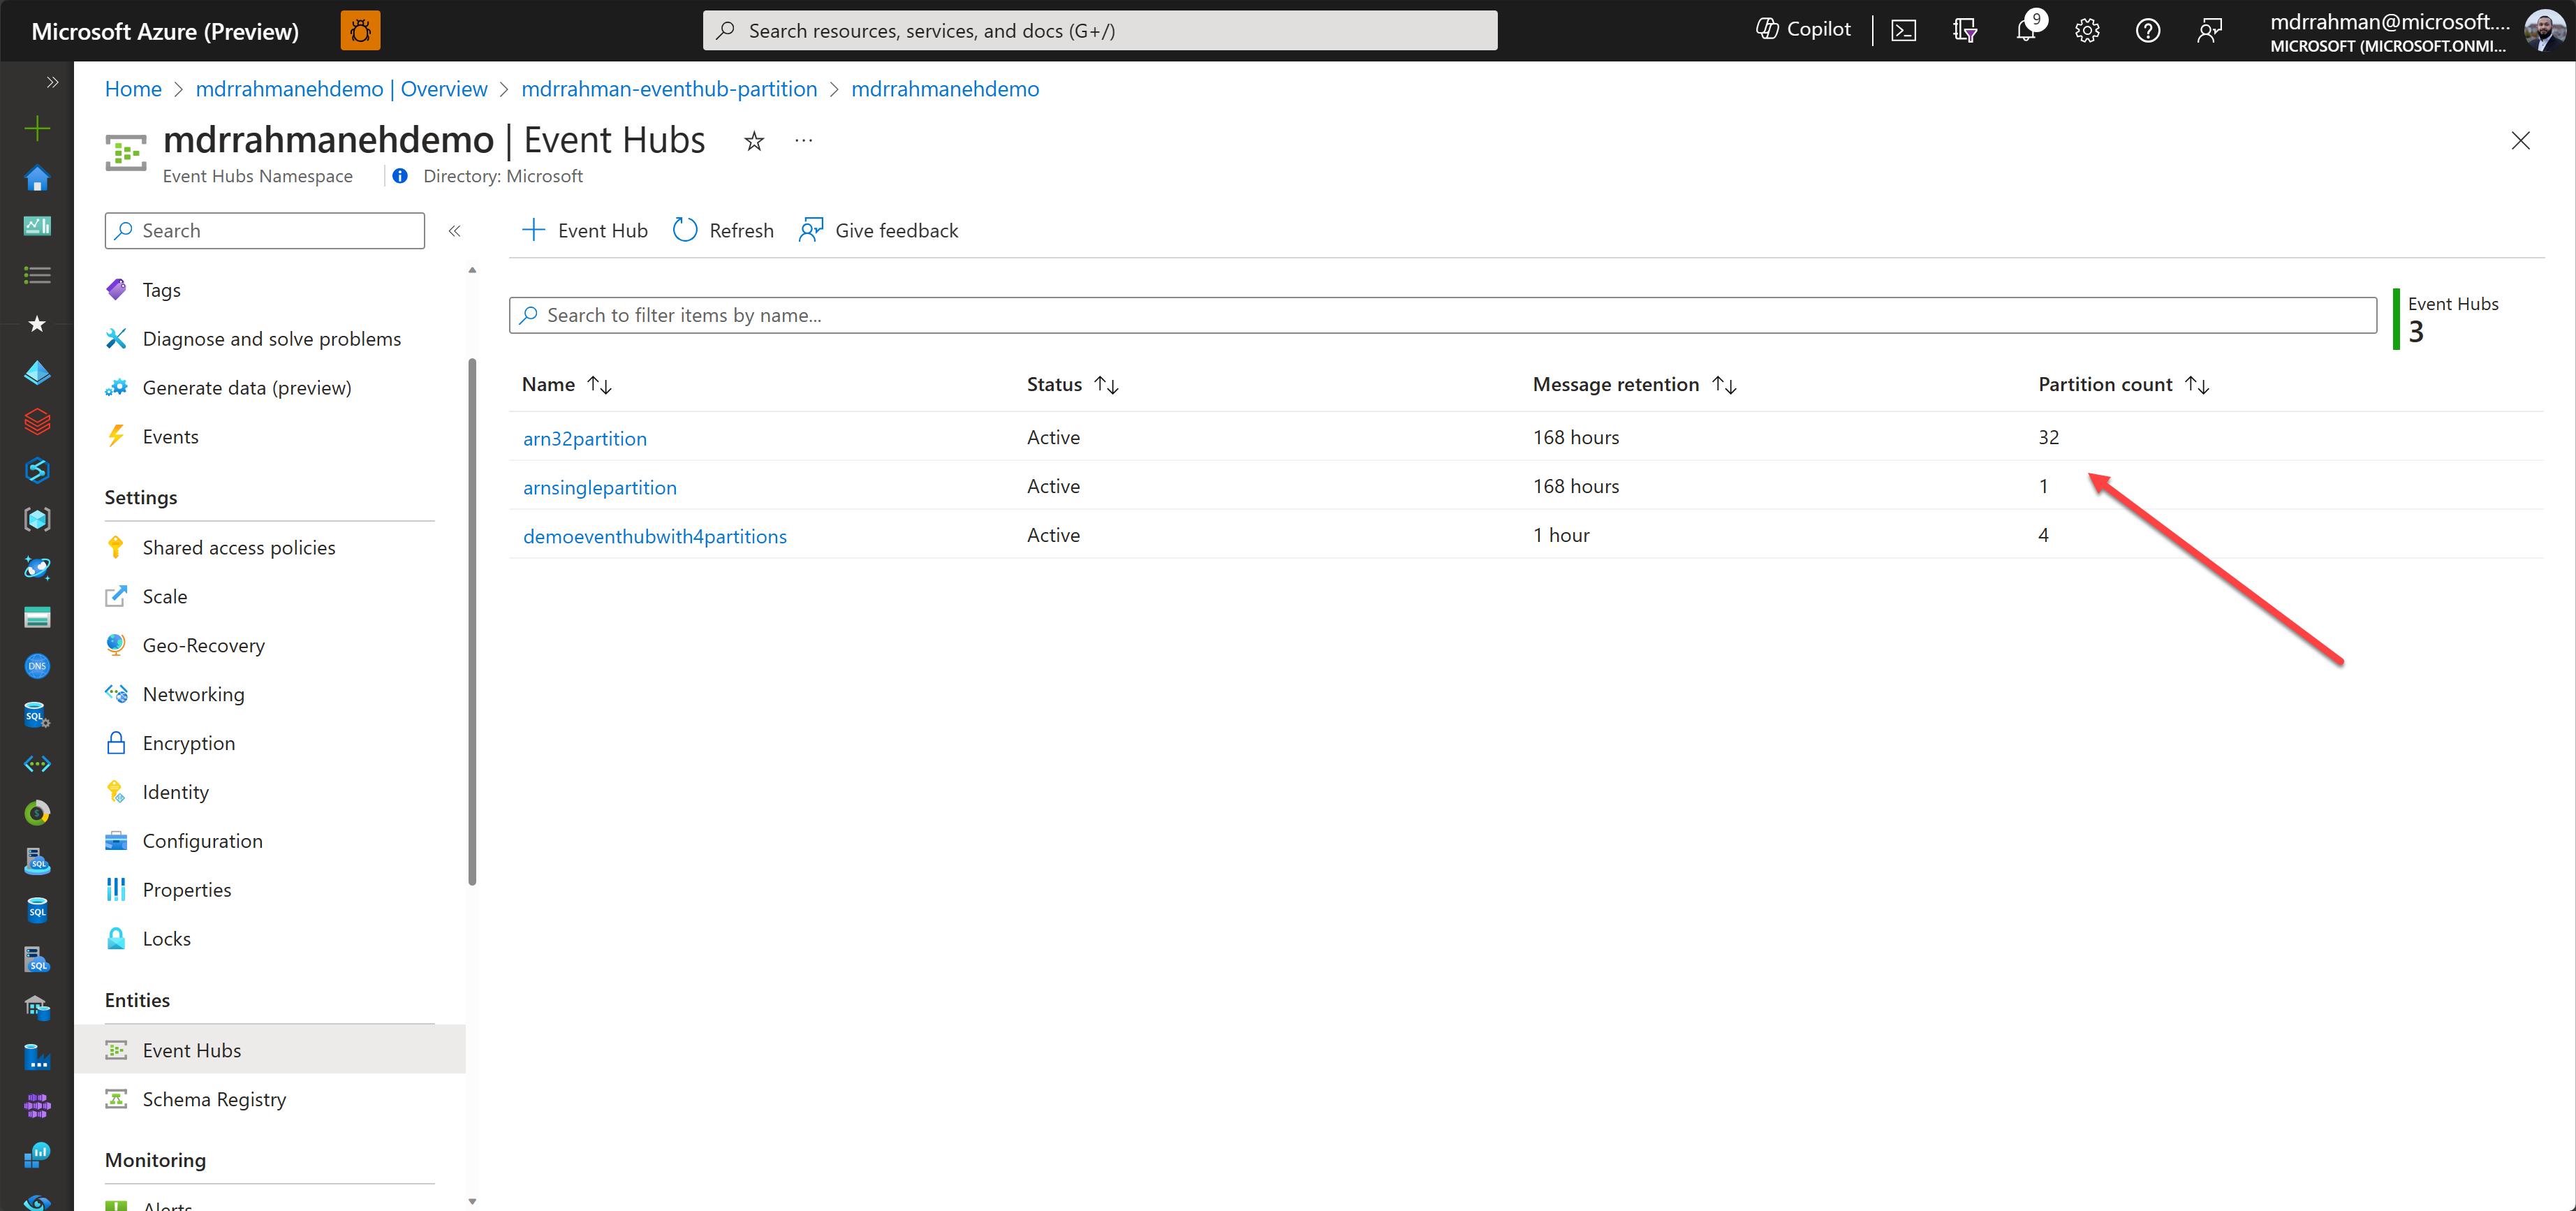 Microsoft Azure (Preview)
Search resources, services, and docs (G+/)
Copilot
9
mdrrahman@microsoft....
MICROSOFT (MICROSOFT.ONMI...
Home > mdrrahmanehdemo | Overview > mdrrahman-eventhub-partition > mdrrahmanehdemo
mdrrahmanehdemo | Event Hubs
Event Hubs Namespace
Directory: Microsoft
Search
Tags
Diagnose and solve problems
Generate data (preview)
Events
Settings
Shared access policies
Scale
Geo-Recovery
Networking
Encryption
Identity
Configuration
Properties
Locks
Entities
Event Hubs
Schema Registry
Monitoring
Alerts
DNS
SQL
SQL
SQL
SQL
Event Hub
Refresh
Give feedback
Search to filter items by name...
Event Hubs
3
Name Status Message retention Partition count
arn32partition Active 168 hours 32
arnsinglepartition Active 168 hours 1
demoeventhubwith4partitions Active 1 hour 4